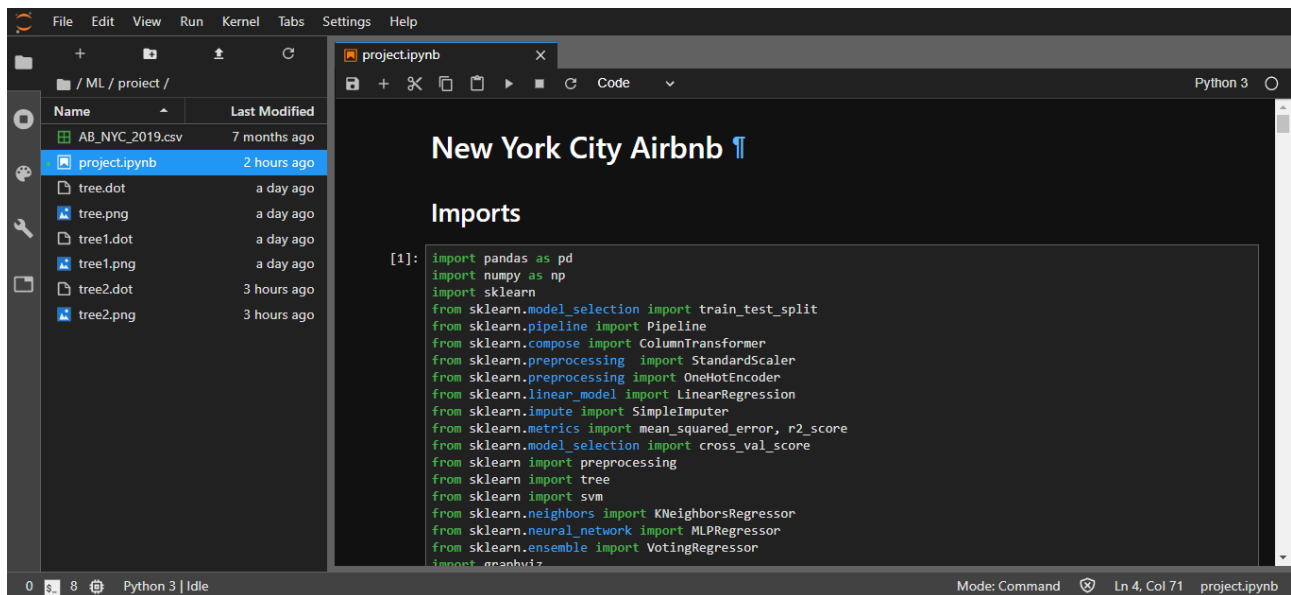 File Edit View Run Kernel Tabs Settings Help
/ ML / project /
Name Last Modified
AB_NYC_2019.csv 7 months ago
project.ipynb 2 hours ago
tree.dot a day ago
tree.png a day ago
tree1.dot a day ago
tree1.png a day ago
tree2.dot 3 hours ago
tree2.png 3 hours ago
project.ipynb
Code
Python 3
New York City Airbnb ¶
Imports
[1]: import pandas as pd
import numpy as np
import sklearn
from sklearn.model_selection import train_test_split
from sklearn.pipeline import Pipeline
from sklearn.compose import ColumnTransformer
from sklearn.preprocessing  import StandardScaler
from sklearn.preprocessing import OneHotEncoder
from sklearn.linear_model import LinearRegression
from sklearn.impute import SimpleImputer
from sklearn.metrics import mean_squared_error, r2_score
from sklearn.model_selection import cross_val_score
from sklearn import preprocessing
from sklearn import tree
from sklearn import svm
from sklearn.neighbors import KNeighborsRegressor
from sklearn.neural_network import MLPRegressor
from sklearn.ensemble import VotingRegressor
import graphviz
0 $_ 8 Python 3 | Idle Mode: Command Ln 4, Col 71 project.ipynb